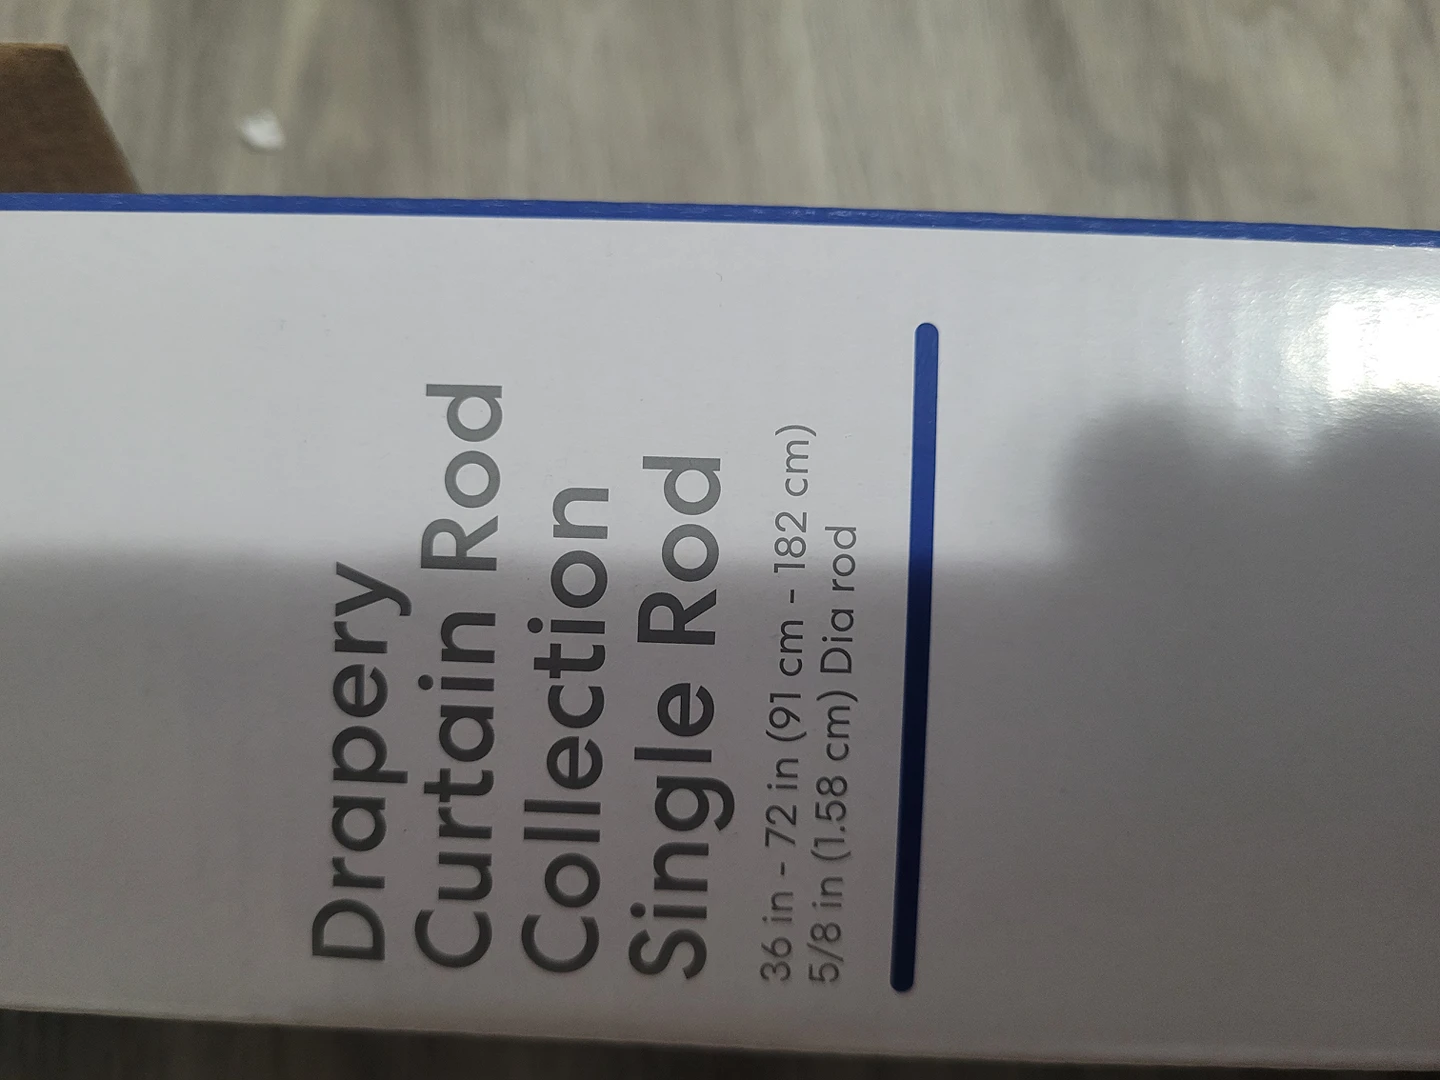 Drapery
Curtain Rod
Collection
Single Rod
36 in - 72 in (91 cm - 182 cm)
5/8 in (1.58 cm) Dia rod